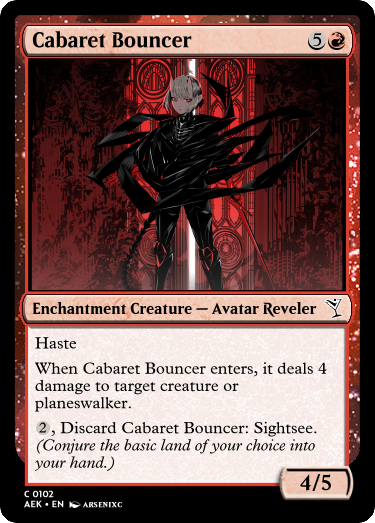 Cabaret Bouncer 5
Enchantment Creature — Avatar Reveler
Haste
When Cabaret Bouncer enters, it deals 4
damage to target creature or
planeswalker.
2, Discard Cabaret Bouncer: Sightsee.
(Conjure the basic land of your choice into
your hand.)
4/5
C 0102
AEK • EN ARSENIXC